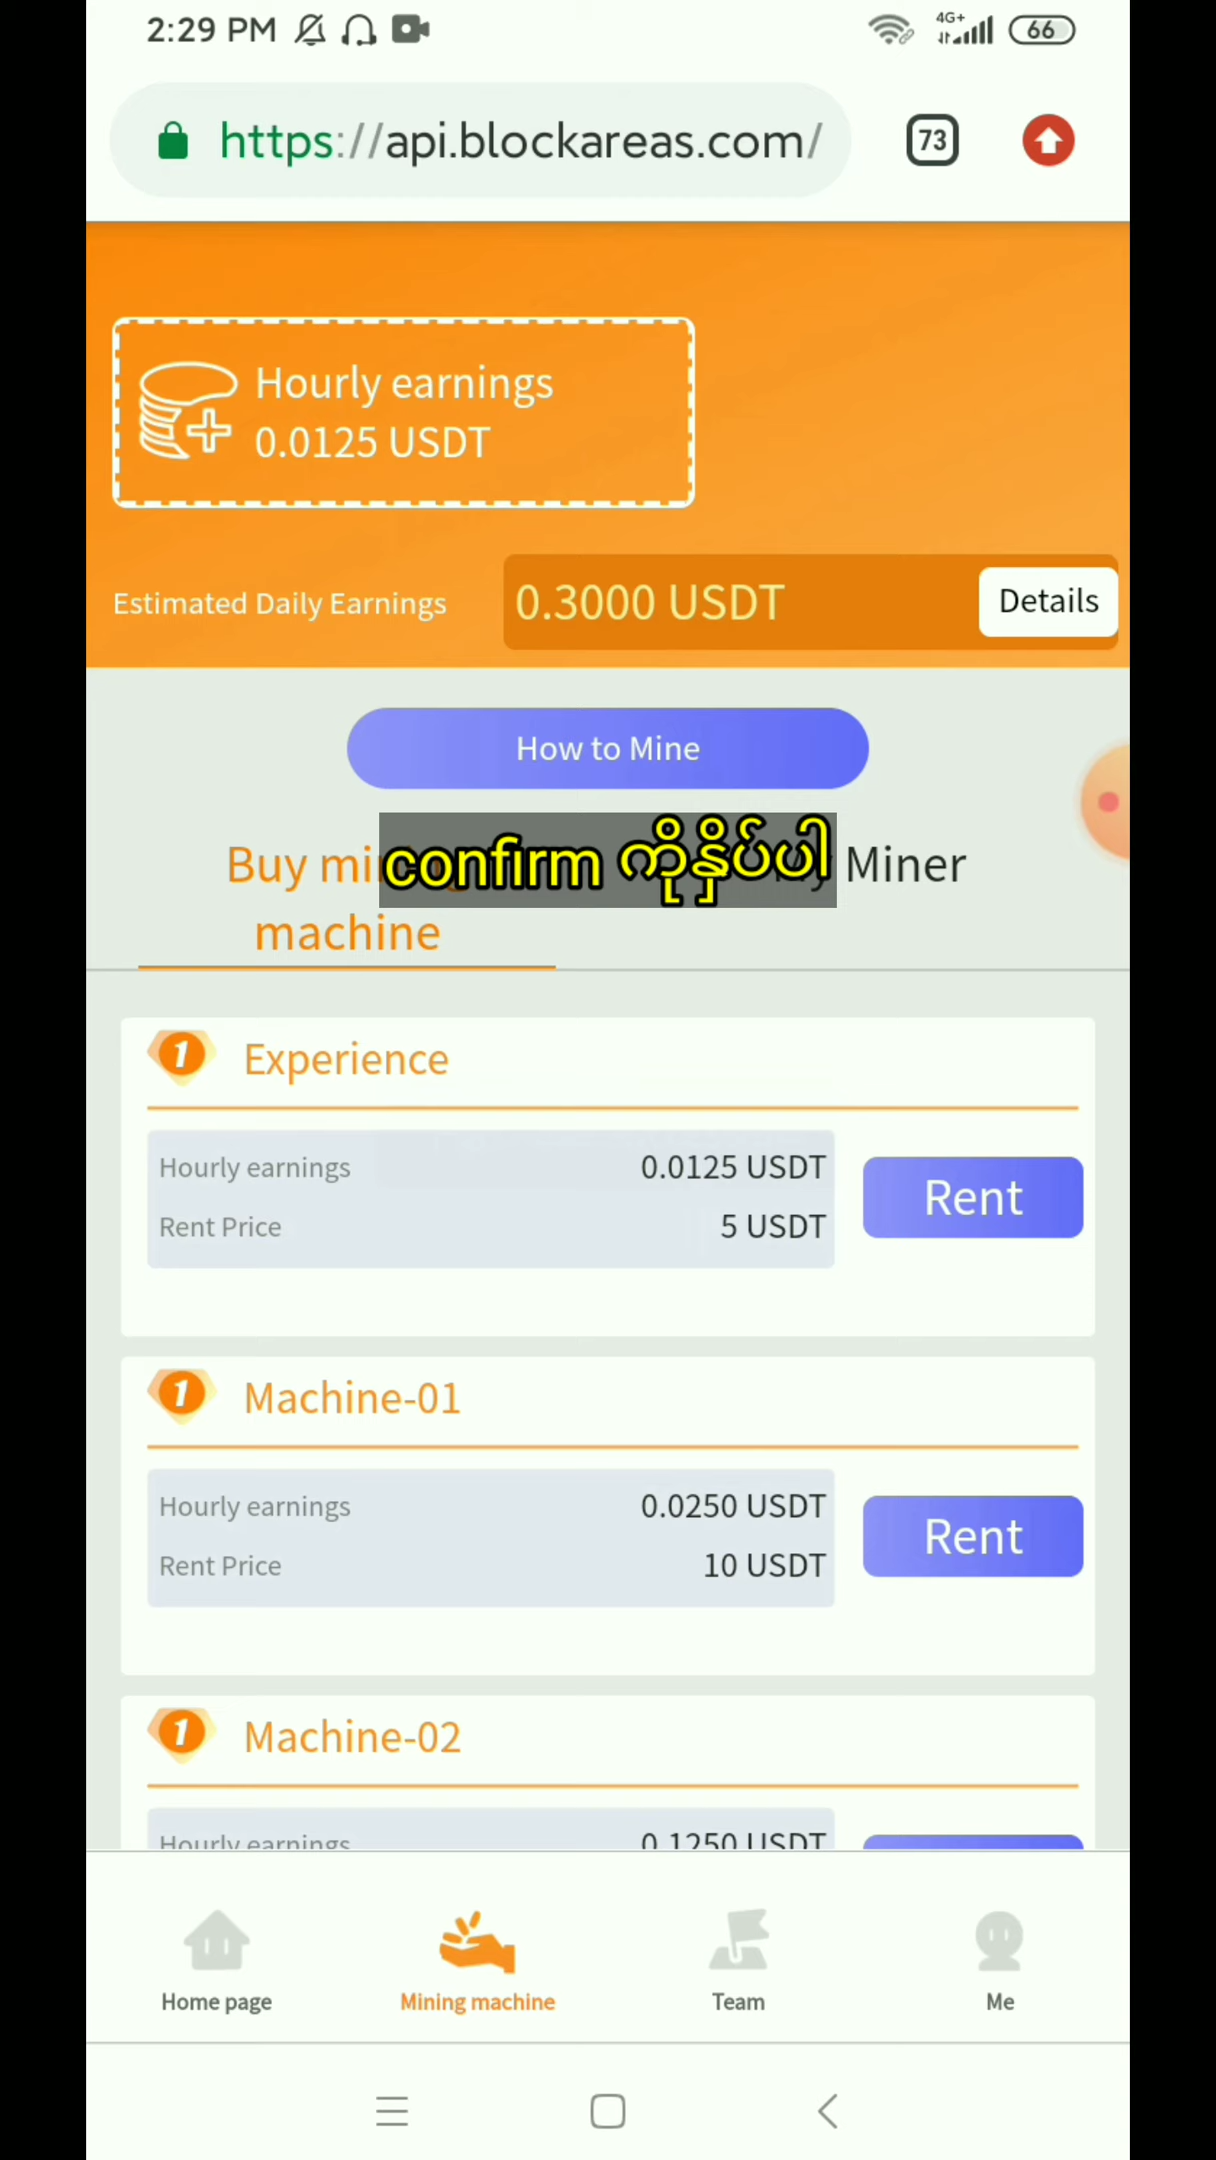 2:29 PM
4G+
66
https://api.blockareas.com/
73
Hourly earnings
0.0125 USDT
Estimated Daily Earnings
0.3000 USDT
Details
How to Mine
confirm ကိုနှိပ်ပါ
Buy
machine
Miner
1
Experience
Hourly earnings
0.0125 USDT
Rent Price
5 USDT
Rent
1
Machine-01
Hourly earnings
0.0250 USDT
Rent Price
10 USDT
Rent
1
Machine-02
Hourly earnings
0.1250 USDT
Home page
Mining machine
Team
Me